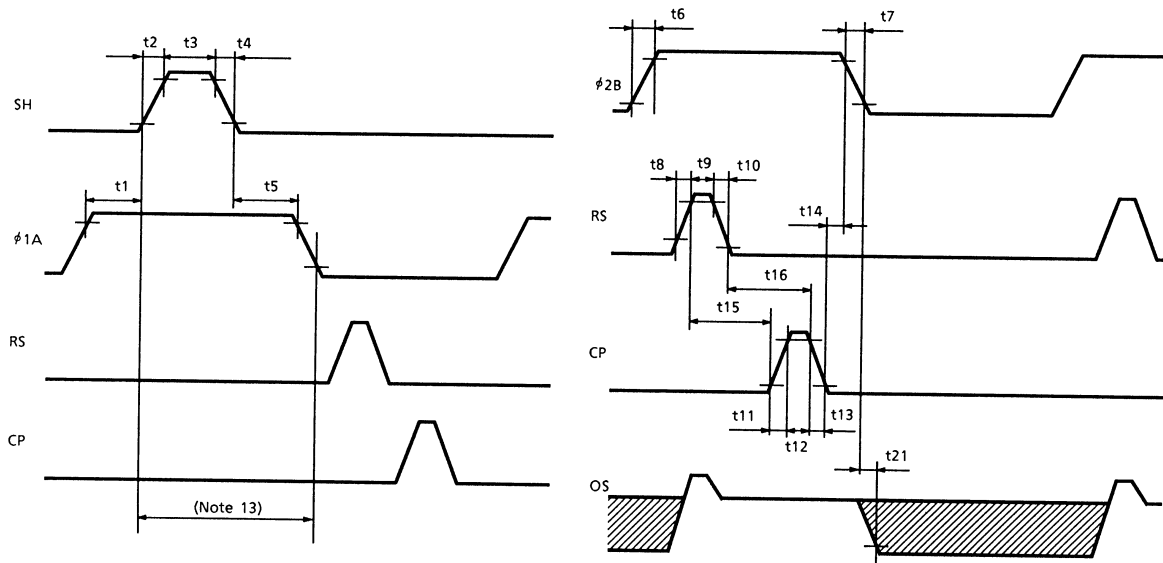 t2 t3 t4
SH
t1 t5
ϕ1A
RS
CP
(Note 13)
t6 t7
ϕ2B
t8 t9 t10
RS
t14
t16
t15
CP
t11 t13
t12
t21
OS